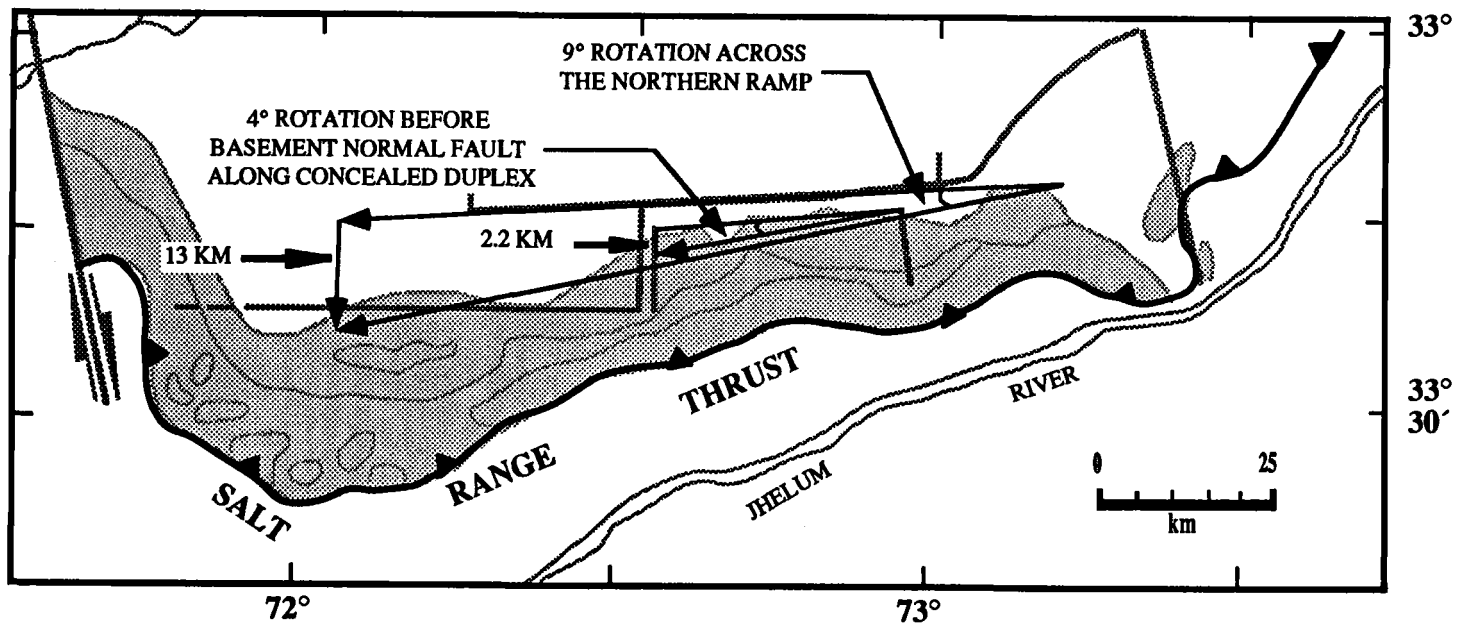 33°
9° ROTATION ACROSS
THE NORTHERN RAMP
4° ROTATION BEFORE
BASEMENT NORMAL FAULT
ALONG CONCEALED DUPLEX
13 KM
2.2 KM
SALT RANGE THRUST
JHELUM RIVER
33°
30´
0 25
km
72° 73°